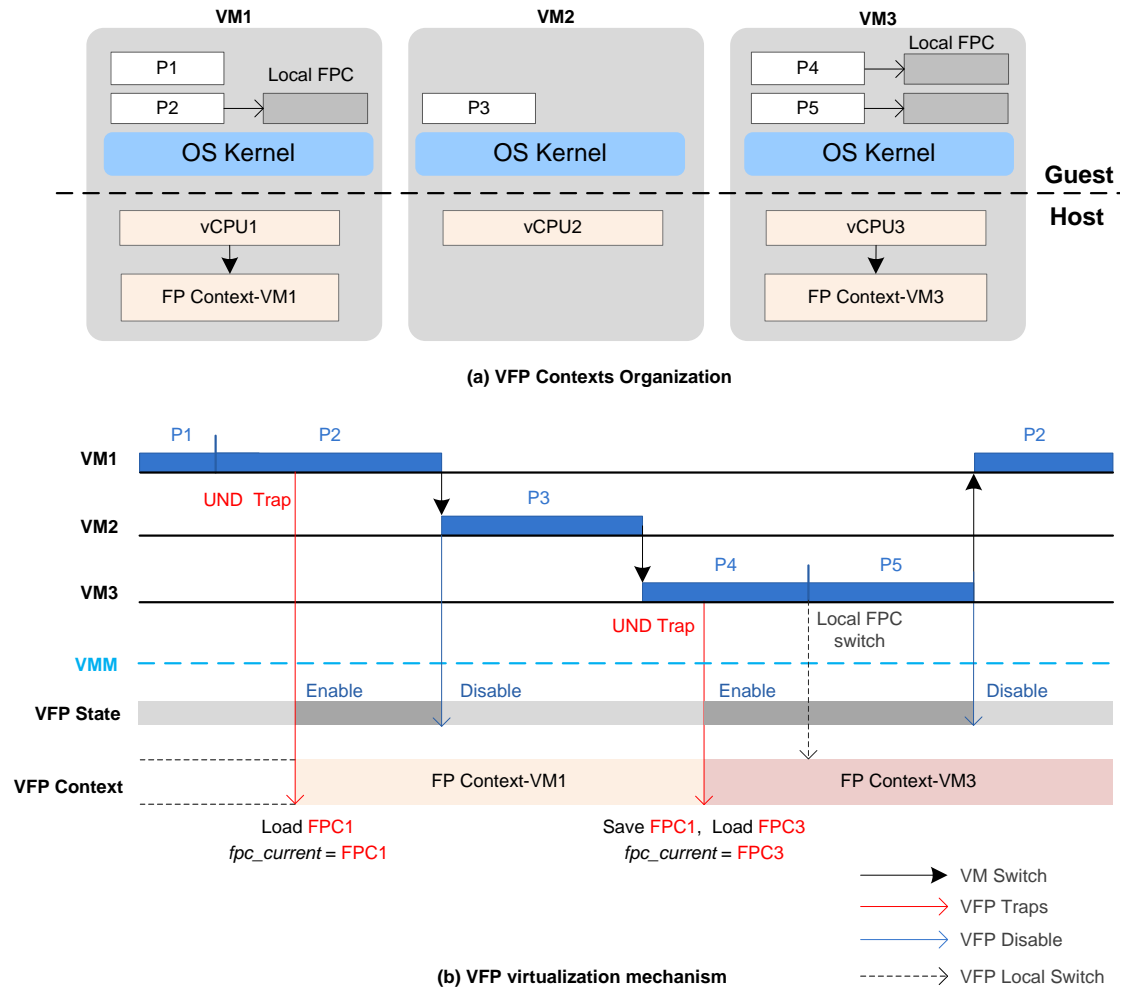 VM1
VM2
VM3
P1
Local FPC
P2
OS Kernel
P3
OS Kernel
Local FPC
P4
P5
OS Kernel
Guest
Host
vCPU1
FP Context-VM1
vCPU2
vCPU3
FP Context-VM3
(a) VFP Contexts Organization
P1
P2
P2
VM1
UND Trap
P3
VM2
P4
P5
VM3
UND Trap
Local FPC
switch
VMM
Enable
Disable
Enable
Disable
VFP State
VFP Context
FP Context-VM1
FP Context-VM3
Load FPC1
fpc_current = FPC1
Save FPC1, Load FPC3
fpc_current = FPC3
VM Switch
VFP Traps
VFP Disable
VFP Local Switch
(b) VFP virtualization mechanism